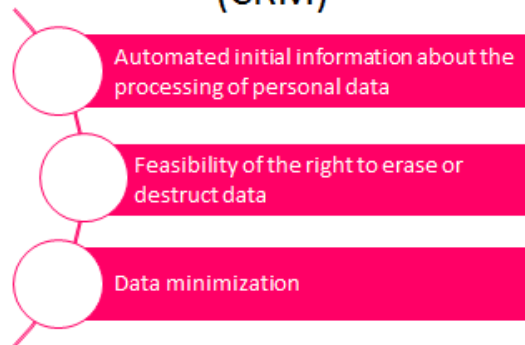 (CRM)
Automated initial information about the
processing of personal data
Feasibility of the right to erase or
destruct data
Data minimization